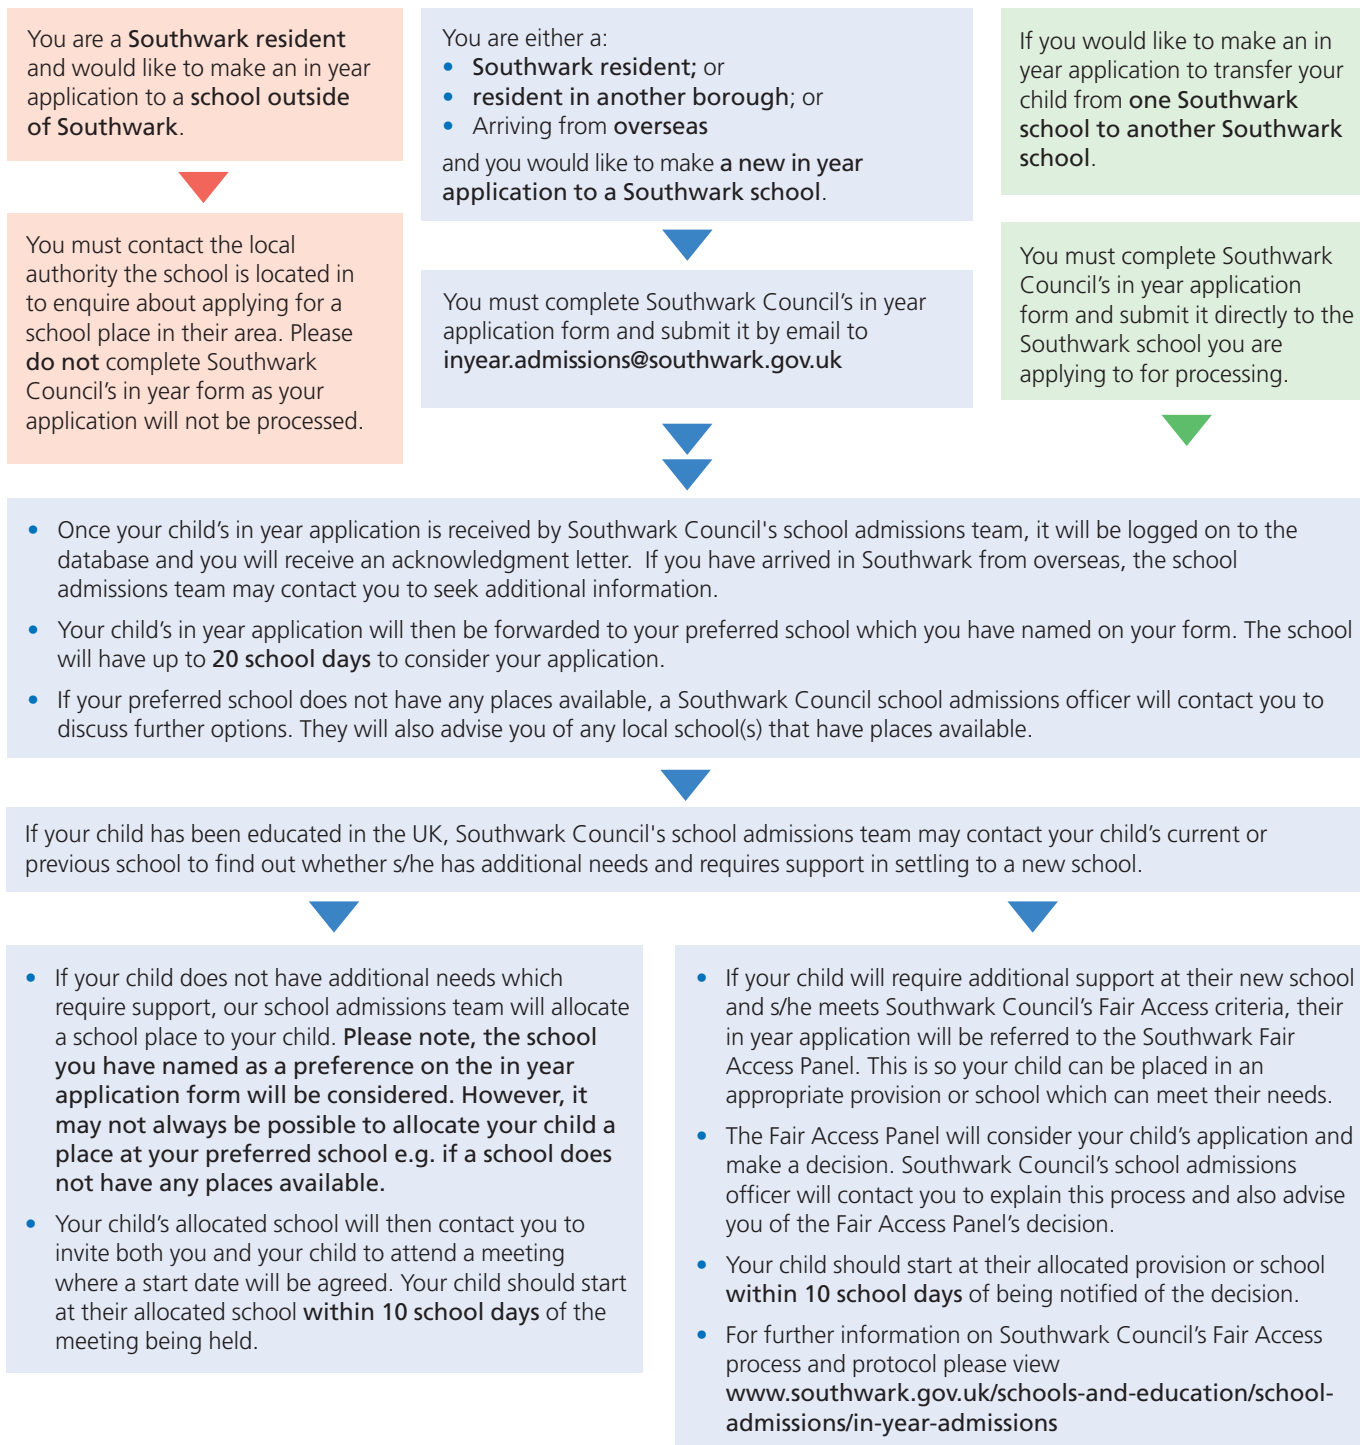 You are a Southwark resident
and would like to make an in year
application to a school outside
of Southwark.
You must contact the local
authority the school is located in
to enquire about applying for a
school place in their area. Please
do not complete Southwark
Council’s in year form as your
application will not be processed.
You are either a:
• Southwark resident; or
• resident in another borough; or
• Arriving from overseas
and you would like to make a new in year
application to a Southwark school.
You must complete Southwark Council’s in year
application form and submit it by email to
inyear.admissions@southwark.gov.uk
If you would like to make an in
year application to transfer your
child from one Southwark
school to another Southwark
school.
You must complete Southwark
Council’s in year application
form and submit it directly to the
Southwark school you are
applying to for processing.
• Once your child’s in year application is received by Southwark Council's school admissions team, it will be logged on to the
database and you will receive an acknowledgment letter. If you have arrived in Southwark from overseas, the school
admissions team may contact you to seek additional information.
• Your child’s in year application will then be forwarded to your preferred school which you have named on your form. The school
will have up to 20 school days to consider your application.
• If your preferred school does not have any places available, a Southwark Council school admissions officer will contact you to
discuss further options. They will also advise you of any local school(s) that have places available.
If your child has been educated in the UK, Southwark Council's school admissions team may contact your child’s current or
previous school to find out whether s/he has additional needs and requires support in settling to a new school.
• If your child does not have additional needs which
require support, our school admissions team will allocate
a school place to your child. Please note, the school
you have named as a preference on the in year
application form will be considered. However, it
may not always be possible to allocate your child a
place at your preferred school e.g. if a school does
not have any places available.
• Your child’s allocated school will then contact you to
invite both you and your child to attend a meeting
where a start date will be agreed. Your child should start
at their allocated school within 10 school days of the
meeting being held.
• If your child will require additional support at their new school
and s/he meets Southwark Council’s Fair Access criteria, their
in year application will be referred to the Southwark Fair
Access Panel. This is so your child can be placed in an
appropriate provision or school which can meet their needs.
• The Fair Access Panel will consider your child’s application and
make a decision. Southwark Council’s school admissions
officer will contact you to explain this process and also advise
you of the Fair Access Panel’s decision.
• Your child should start at their allocated provision or school
within 10 school days of being notified of the decision.
• For further information on Southwark Council’s Fair Access
process and protocol please view
www.southwark.gov.uk/schools-and-education/school-
admissions/in-year-admissions